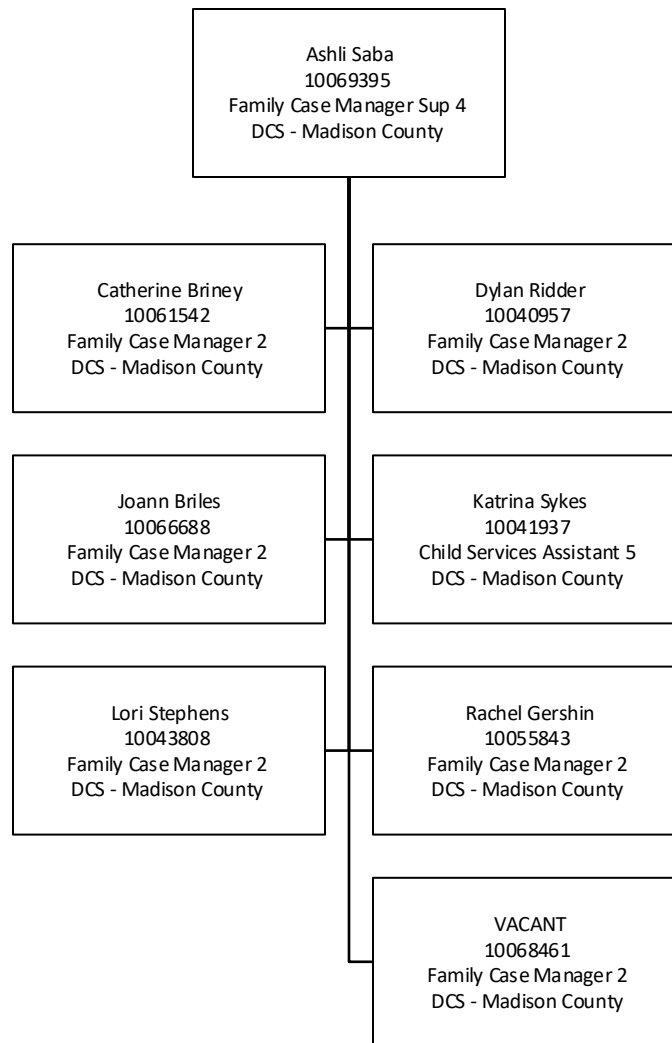 Ashli Saba
10069395
Family Case Manager Sup 4
DCS - Madison County
Catherine Briney
10061542
Family Case Manager 2
DCS - Madison County
Dylan Ridder
10040957
Family Case Manager 2
DCS - Madison County
Joann Briles
10066688
Family Case Manager 2
DCS - Madison County
Katrina Sykes
10041937
Child Services Assistant 5
DCS - Madison County
Lori Stephens
10043808
Family Case Manager 2
DCS - Madison County
Rachel Gershin
10055843
Family Case Manager 2
DCS - Madison County
VACANT
10068461
Family Case Manager 2
DCS - Madison County